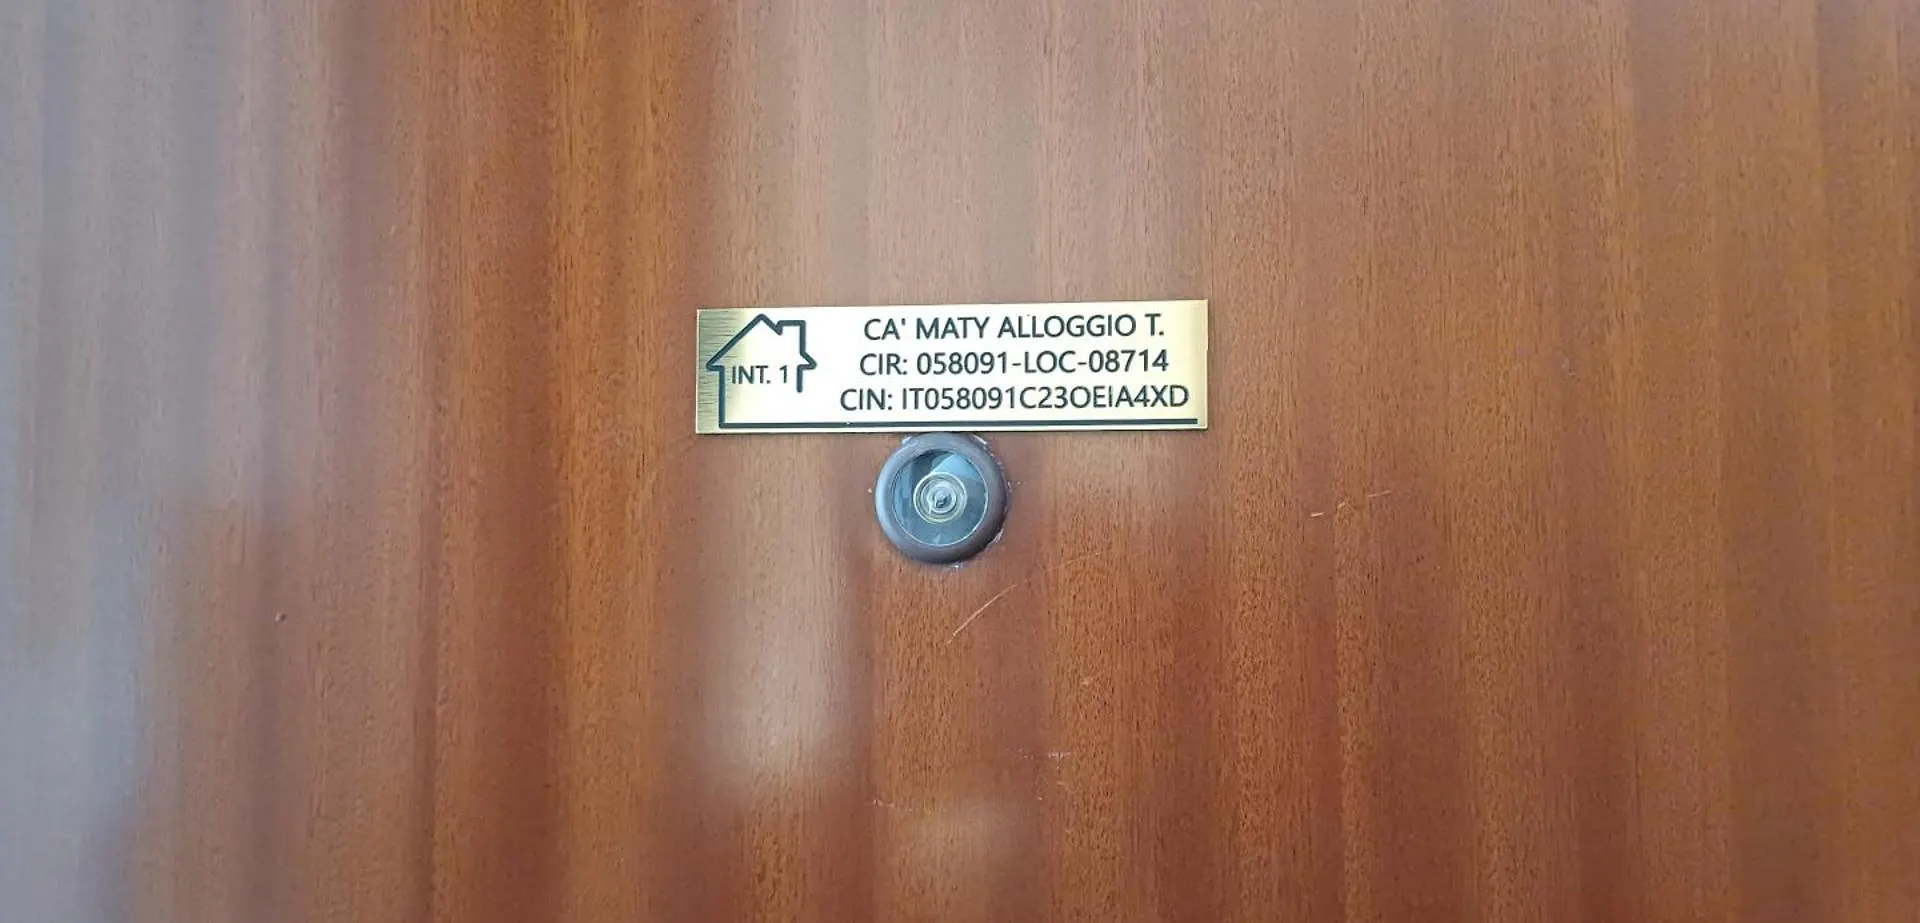 INT. 1
CA' MATY ALLOGGIO T.
CIR: 058091-LOC-08714
CIN: IT058091C23OEIA4XD